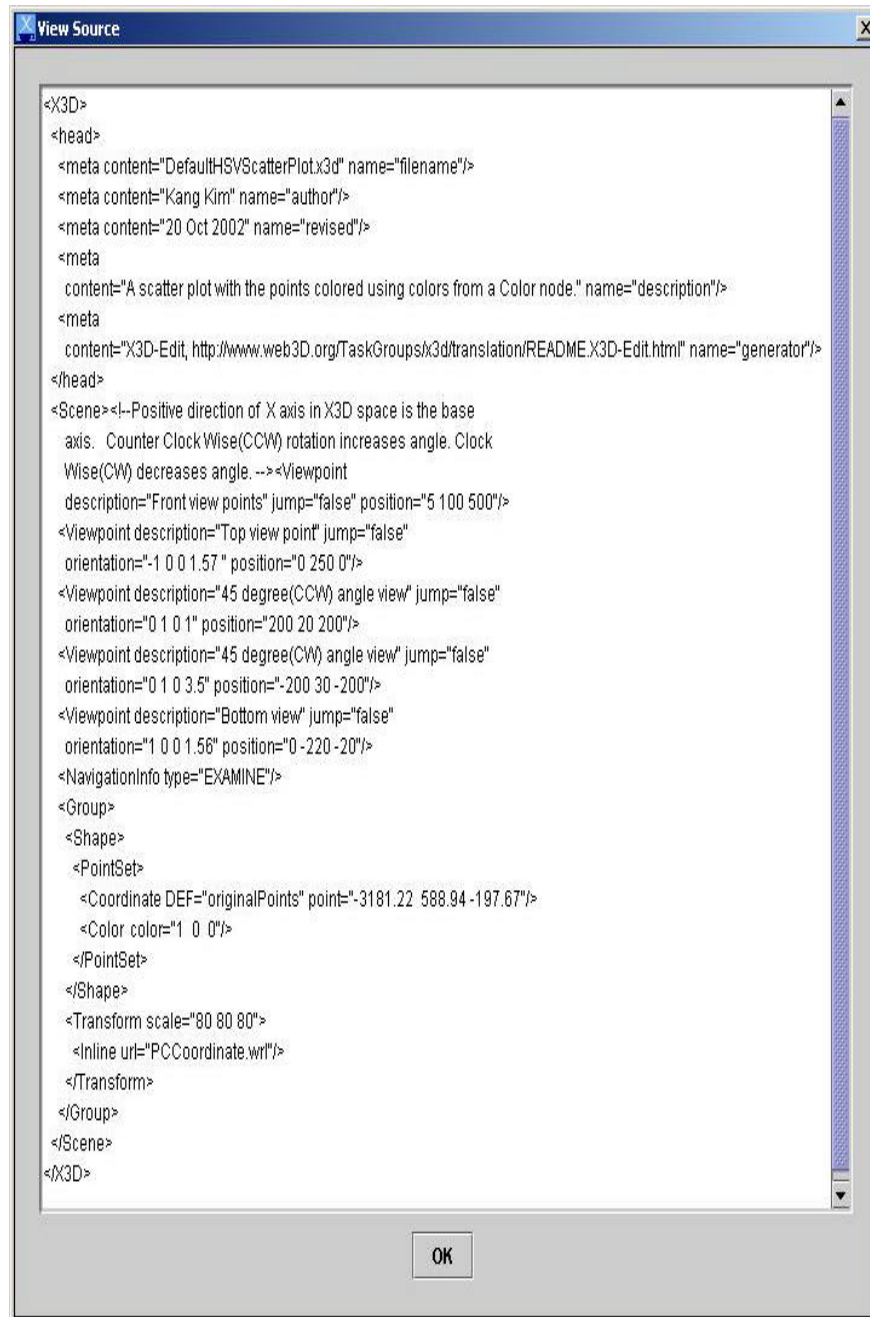 View Source
<X3D>
<head>
<meta content="DefaultHSVScatterPlot.x3d" name="filename"/>
<meta content="Kang Kim" name="author"/>
<meta content="20 Oct 2002" name="revised"/>
<meta
content="A scatter plot with the points colored using colors from a Color node." name="description"/>
<meta
content="X3D-Edit, http://www.web3D.org/TaskGroups/x3d/translation/README.X3D-Edit.html" name="generator"/>
</head>
<Scene><!--Positive direction of X axis in X3D space is the base
axis. Counter Clock Wise(CCW) rotation increases angle. Clock
Wise(CW) decreases angle. --><Viewpoint
description="Front view points" jump="false" position="5 100 500"/>
<Viewpoint description="Top view point" jump="false"
orientation="-1 0 0 1.57 " position="0 250 0"/>
<Viewpoint description="45 degree(CCW) angle view" jump="false"
orientation="0 1 0 1" position="200 20 200"/>
<Viewpoint description="45 degree(CW) angle view" jump="false"
orientation="0 1 0 3.5" position="-200 30 -200"/>
<Viewpoint description="Bottom view" jump="false"
orientation="1 0 0 1.56" position="0 -220 -20"/>
<NavigationInfo type="EXAMINE"/>
<Group>
<Shape>
<PointSet>
<Coordinate DEF="originalPoints" point="-3181.22 588.94 -197.67"/>
<Color color="1 0 0"/>
</PointSet>
</Shape>
<Transform scale="80 80 80">
<Inline url="PCCoordinate.wrl"/>
</Transform>
</Group>
</Scene>
</X3D>
OK